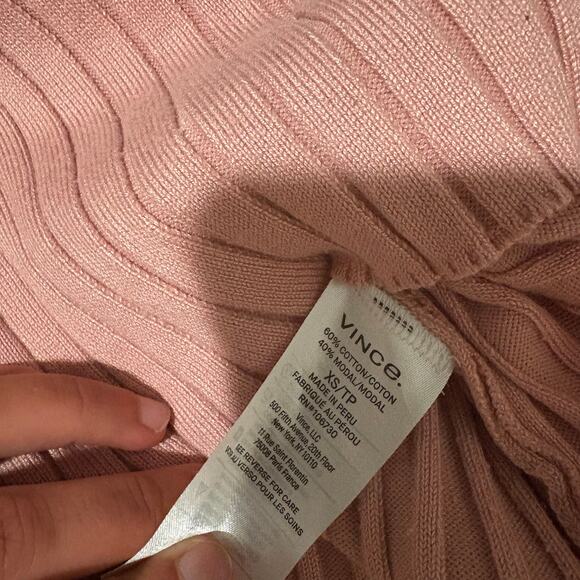 VINCE.
60% COTTON/COTON
40% MODAL/MODAL
XS/TP
MADE IN PERU
FABRIQUÉ AU PÉROU
RN#106730
Vince, LLC
500 Fifth Avenue, 20th Floor
New York, NY 10110
11 Rue Saint Florentin
75008 Paris France
SEE REVERSE FOR CARE
VOIR AU VERSO POUR LES SOINS